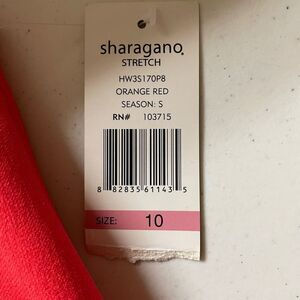 sharagano
STRETCH
HW3S170P8
ORANGE RED
SEASON: S
RN# 103715
8 82835 61143 5
SIZE: 10